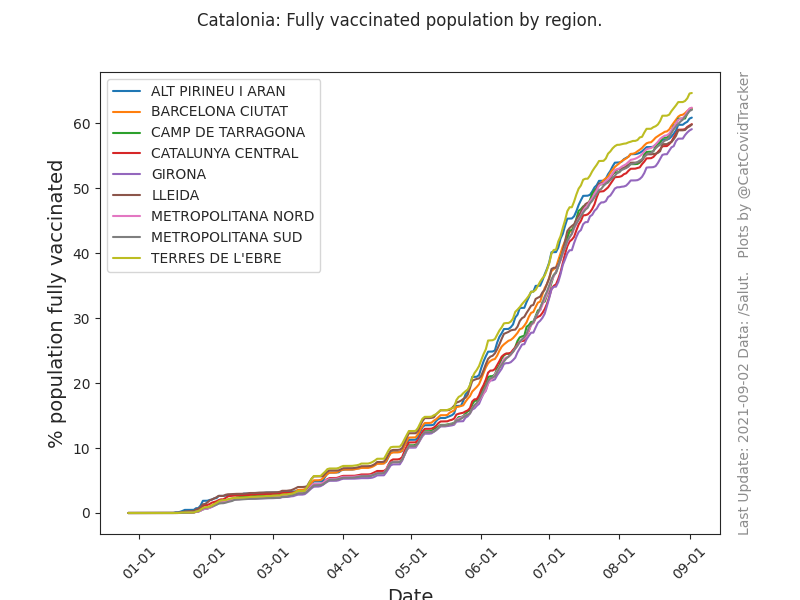 Catalonia: Fully vaccinated population by region.
ALT PIRINEU I ARAN
BARCELONA CIUTAT
CAMP DE TARRAGONA
CATALUNYA CENTRAL
GIRONA
LLEIDA
METROPOLITANA NORD
METROPOLITANA SUD
TERRES DE L'EBRE
% population fully vaccinated
60
50
40
30
20
10
0
01-01
02-01
03-01
04-01
05-01
06-01
07-01
08-01
09-01
Date
Last Update: 2021-09-02 Data: /Salut. Plots by @CatCovidTracker